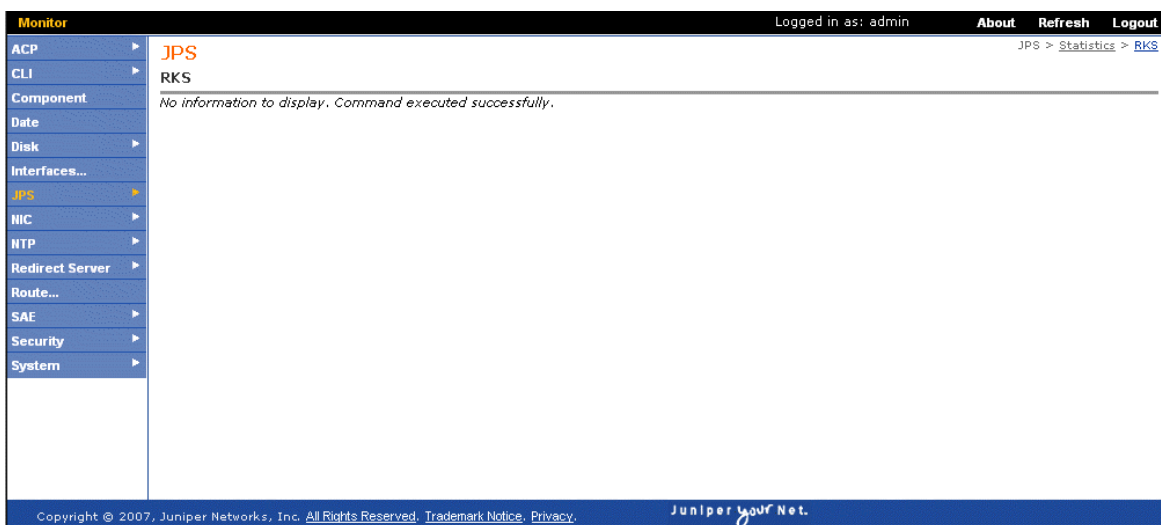 Monitor
Logged in as: admin
About Refresh Logout
ACP
CLI
Component
Date
Disk
Interfaces...
JPS
NIC
NTP
Redirect Server
Route...
SAE
Security
System
JPS > Statistics > RKS
JPS
RKS
No information to display. Command executed successfully.
Copyright © 2007, Juniper Networks, Inc. All Rights Reserved. Trademark Notice. Privacy.
Juniper your Net.